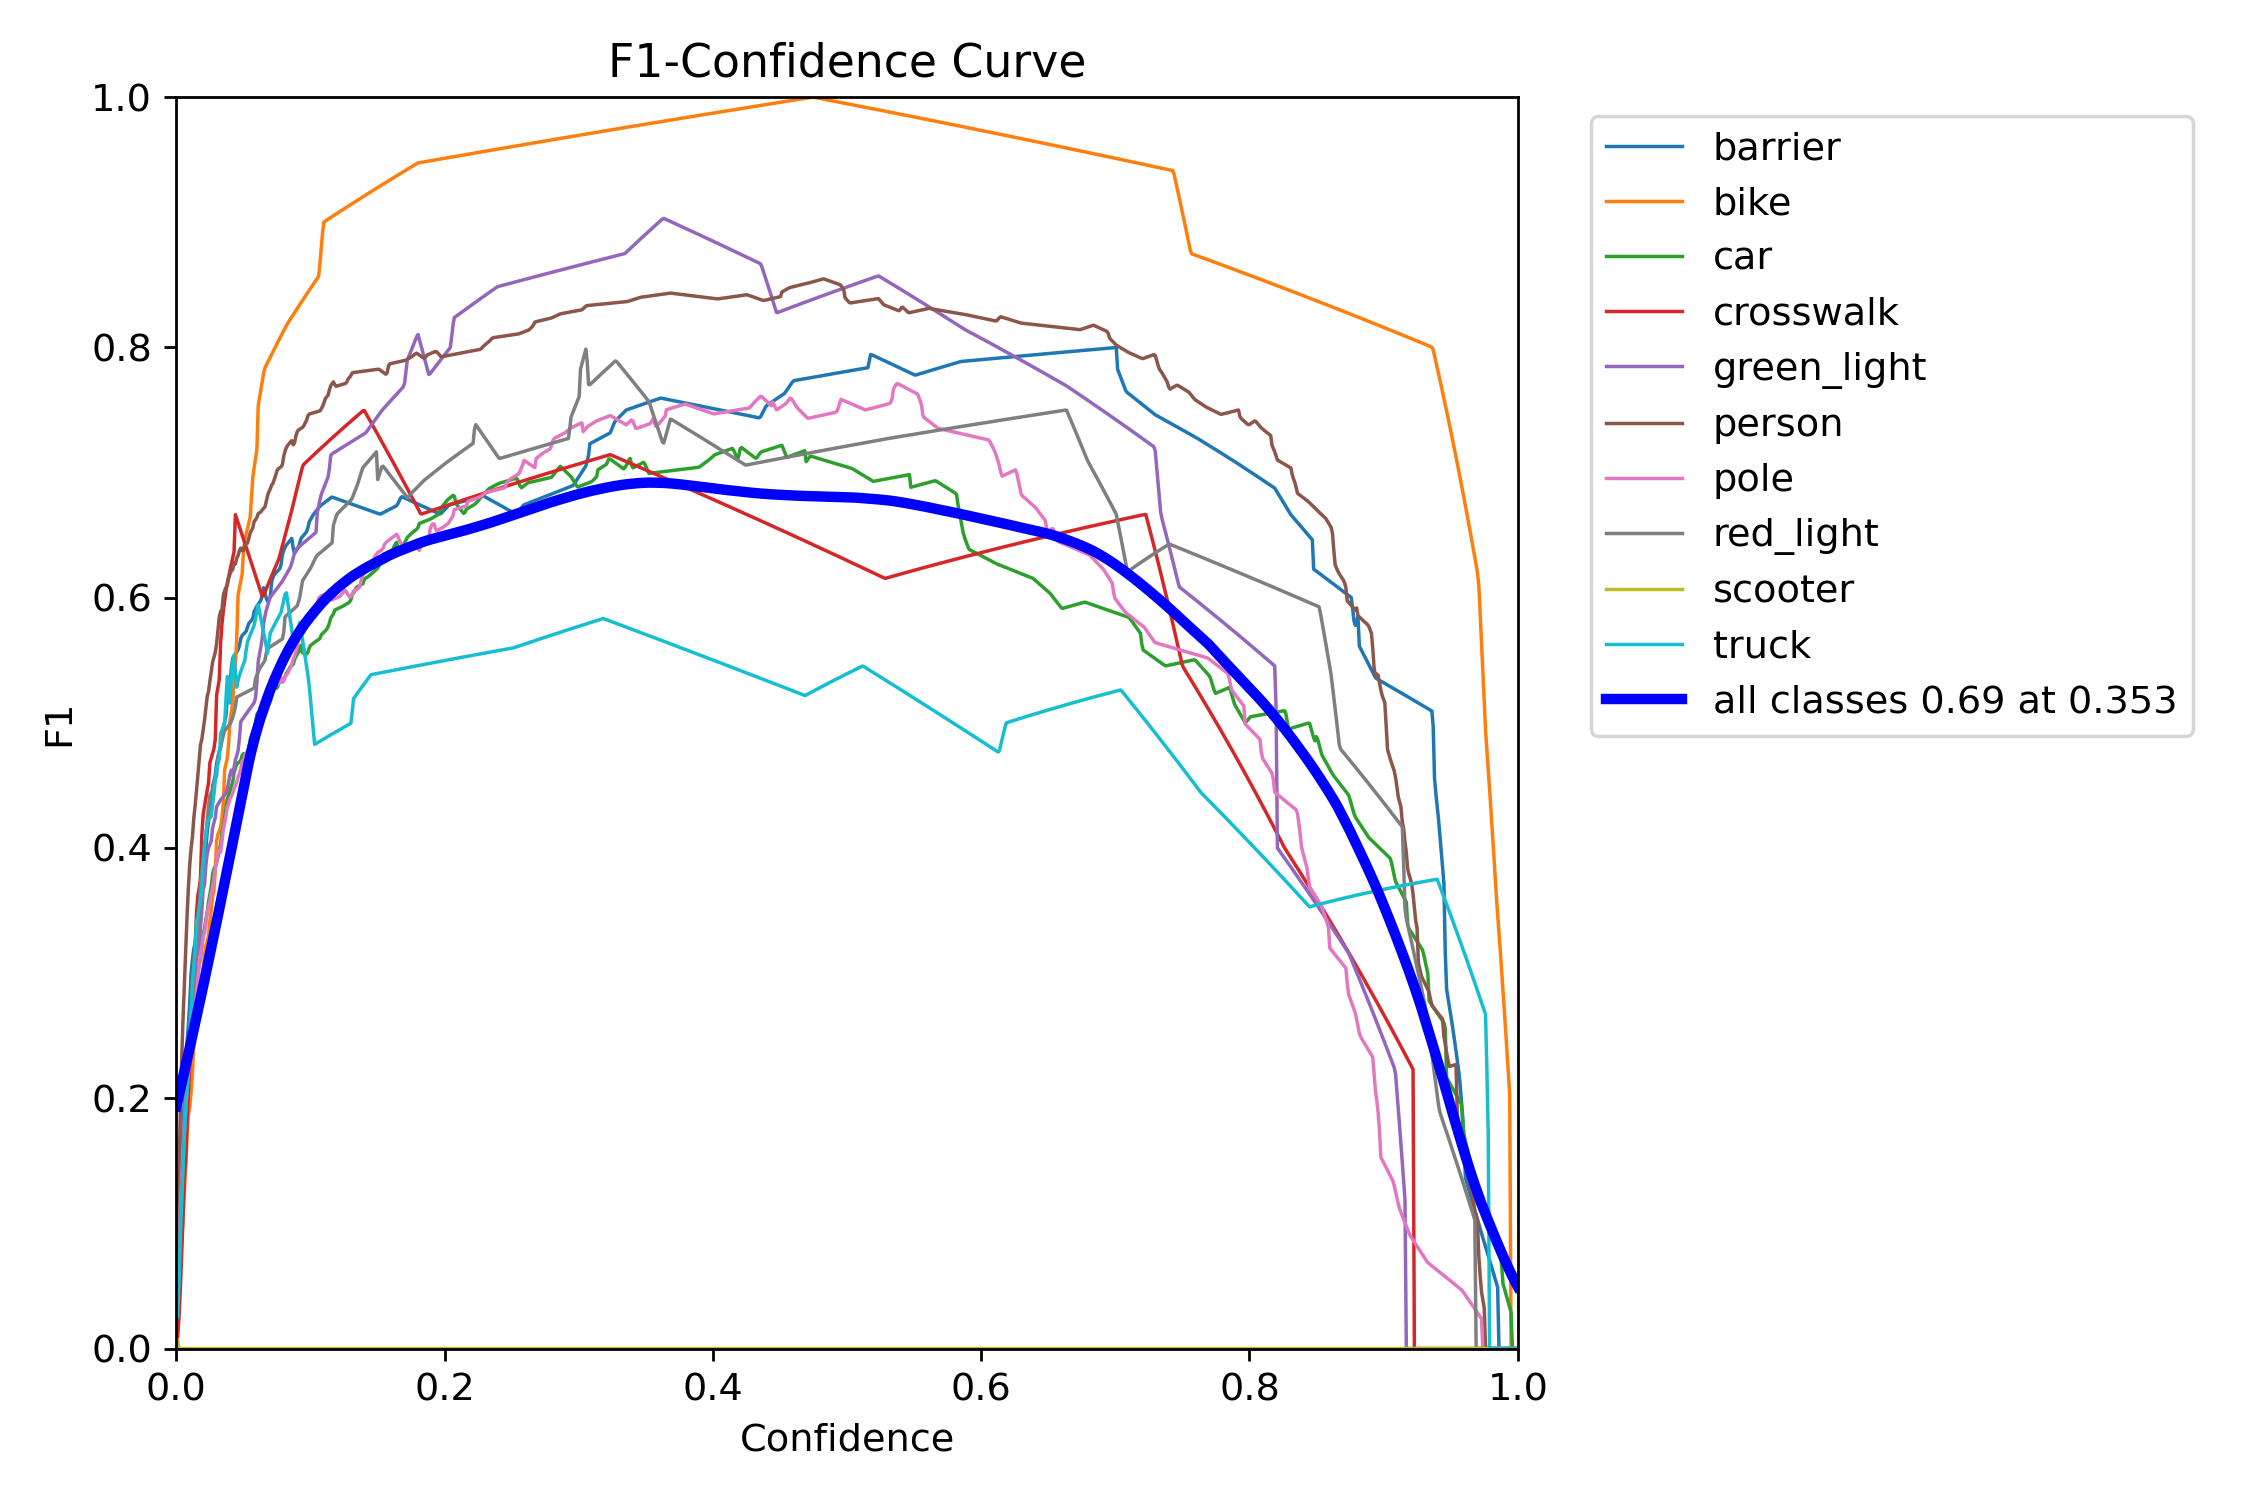 F1-Confidence Curve
1.0
0.8
0.6
0.4
0.2
0.0
F1
0.0 0.2 0.4 0.6 0.8 1.0
Confidence
barrier
bike
car
crosswalk
green_light
person
pole
red_light
scooter
truck
all classes 0.69 at 0.353